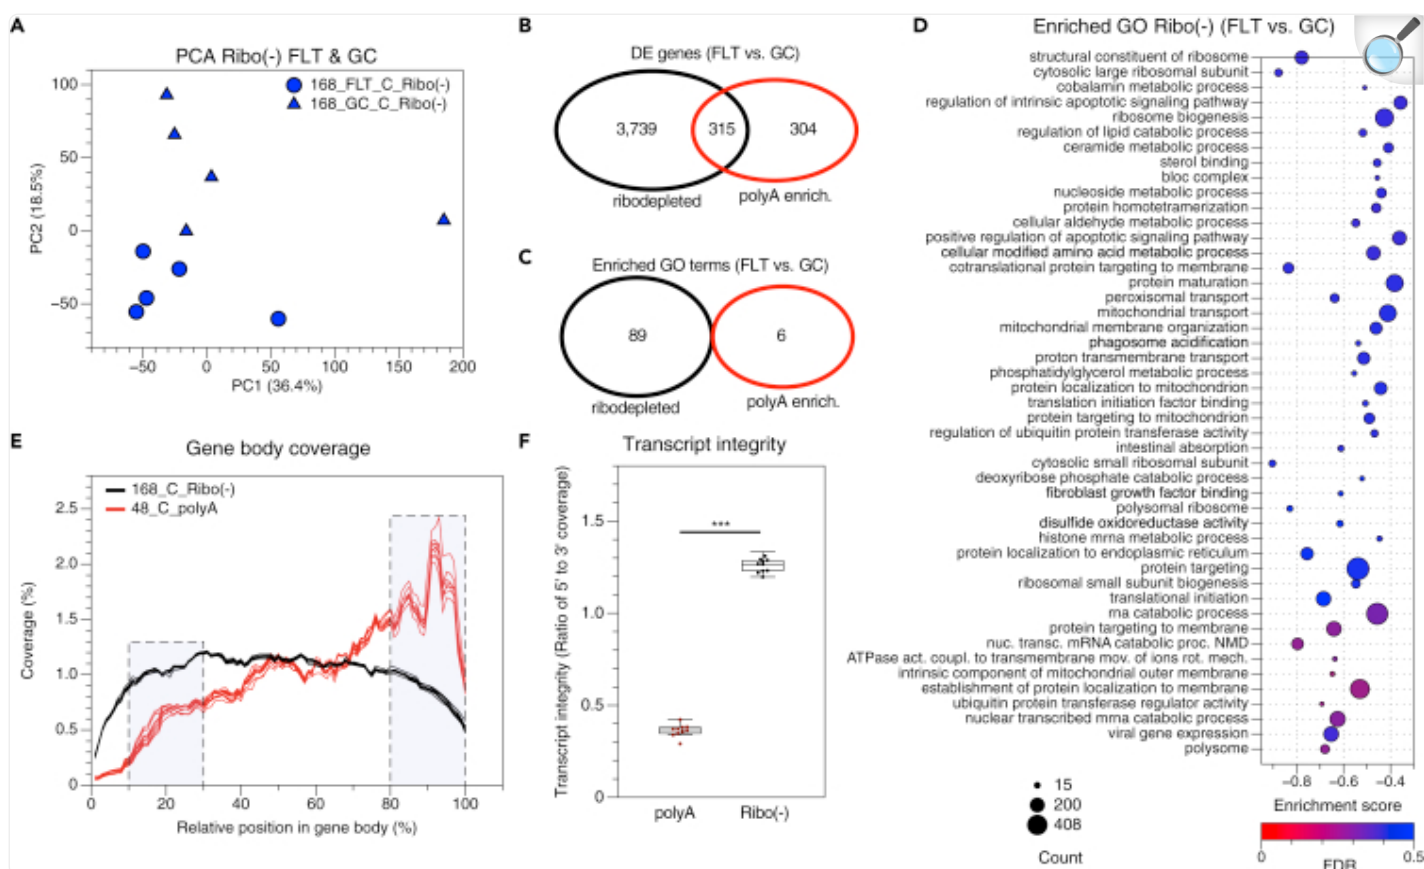 A
PCA Ribo(-) FLT & GC
168_FLT_C_Ribo(-)
168_GC_C_Ribo(-)
100
50
0
−50
PC2 (18.5%)
−50
0
50
100
150
200
PC1 (36.4%)
B
DE genes (FLT vs. GC)
3,739
315
304
ribodepleted
polyA enrich.
C
Enriched GO terms (FLT vs. GC)
89
6
ribodepleted
polyA enrich.
D
Enriched GO Ribo(-) (FLT vs. GC)
structural constituent of ribosome
cytosolic large ribosomal subunit
cobalamin metabolic process
regulation of intrinsic apoptotic signaling pathway
ribosome biogenesis
regulation of lipid catabolic process
ceramide metabolic process
sterol binding
bloc complex
nucleoside metabolic process
protein homotetramerization
cellular aldehyde metabolic process
positive regulation of apoptotic signaling pathway
cellular modified amino acid metabolic process
cotranslational protein targeting to membrane
protein maturation
peroxisomal transport
mitochondrial transport
mitochondrial membrane organization
phagosome acidification
proton transmembrane transport
phosphatidylglycerol metabolic process
protein localization to mitochondrion
translation initiation factor binding
protein targeting to mitochondrion
regulation of ubiquitin protein transferase activity
intestinal absorption
cytosolic small ribosomal subunit
deoxyribose phosphate catabolic process
fibroblast growth factor binding
polysomal ribosome
disulfide oxidoreductase activity
histone mrna metabolic process
protein localization to endoplasmic reticulum
protein targeting
ribosomal small subunit biogenesis
translational initiation
rna catabolic process
protein targeting to membrane
nuc. transc. mRNA catabolic proc. NMD
ATPase act. coupl. to transmembrane mov. of ions rot. mech.
intrinsic component of mitochondrial outer membrane
establishment of protein localization to membrane
ubiquitin protein transferase regulator activity
nuclear transcribed mrna catabolic process
viral gene expression
polysome
−0.8
−0.6
−0.4
Enrichment score
15
200
408
Count
0
0.5
FDR
E
Gene body coverage
168_C_Ribo(-)
48_C_polyA
2.5
2.0
1.5
1.0
0.5
0
Coverage (%)
0
20
40
60
80
100
Relative position in gene body (%)
F
Transcript integrity
***
1.5
1.0
0.5
0
Transcript integrity (Ratio of 5' to 3' coverage)
polyA
Ribo(-)